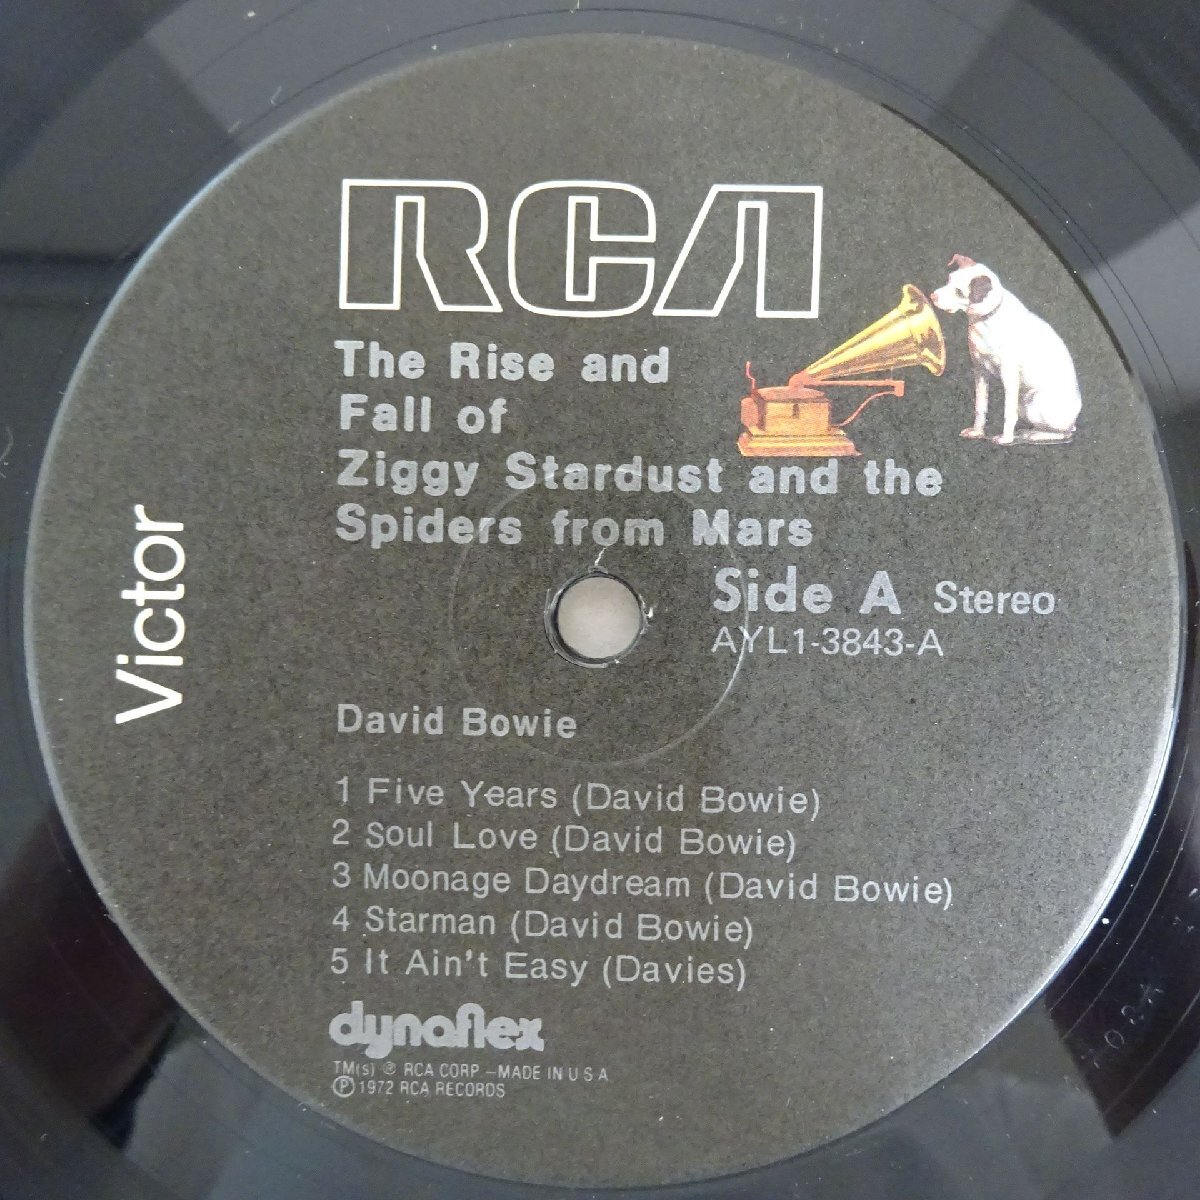 RCA
The Rise and
Fall of
Ziggy Stardust and the
Spiders from Mars
Victor
Side A Stereo
AYL1-3843-A
David Bowie
1 Five Years (David Bowie)
2 Soul Love (David Bowie)
3 Moonage Daydream (David Bowie)
4 Starman (David Bowie)
5 It Ain't Easy (Davies)
dynaflex
TM(s) ® RCA CORP –MADE IN U S A
℗1972 RCA RECORDS